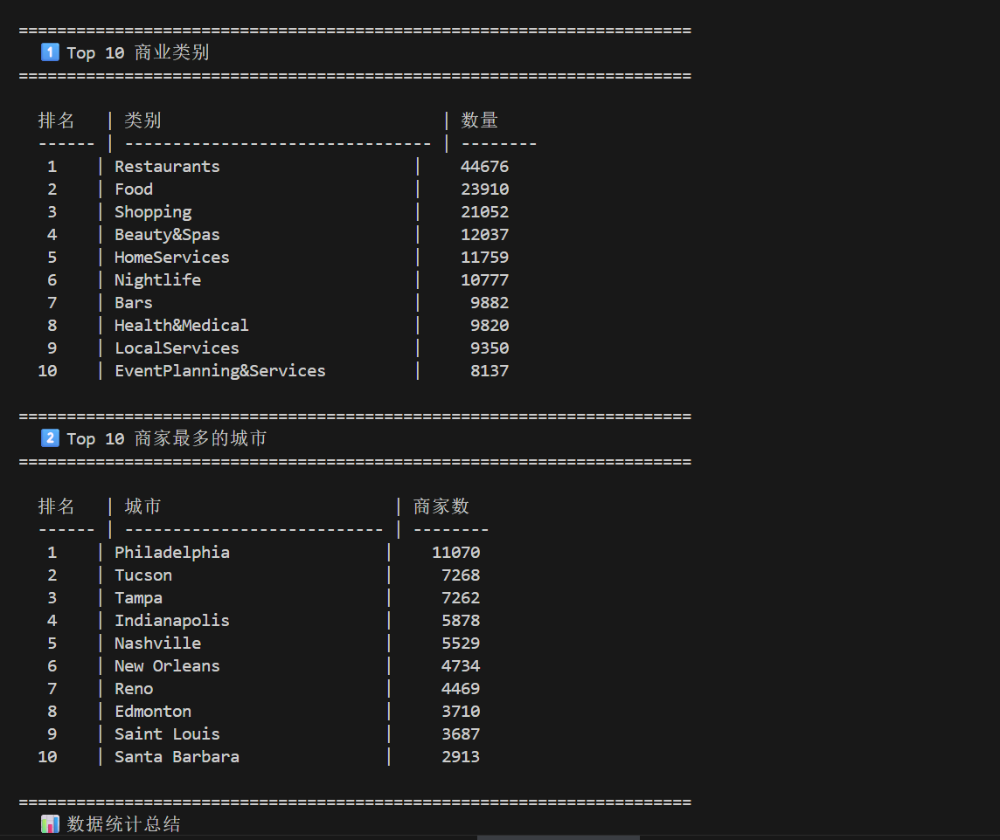 ======================================================================
1️⃣ Top 10 商业类别
======================================================================
排名 | 类别 | 数量
------ | -------------------------------- | --------
1 | Restaurants | 44676
2 | Food | 23910
3 | Shopping | 21052
4 | Beauty&Spas | 12037
5 | HomeServices | 11759
6 | Nightlife | 10777
7 | Bars | 9882
8 | Health&Medical | 9820
9 | LocalServices | 9350
10 | EventPlanning&Services | 8137
======================================================================
2️⃣ Top 10 商家最多的城市
======================================================================
排名 | 城市 | 商家数
------ | --------------------------- | --------
1 | Philadelphia | 11070
2 | Tucson | 7268
3 | Tampa | 7262
4 | Indianapolis | 5878
5 | Nashville | 5529
6 | New Orleans | 4734
7 | Reno | 4469
8 | Edmonton | 3710
9 | Saint Louis | 3687
10 | Santa Barbara | 2913
======================================================================
📊 数据统计总结